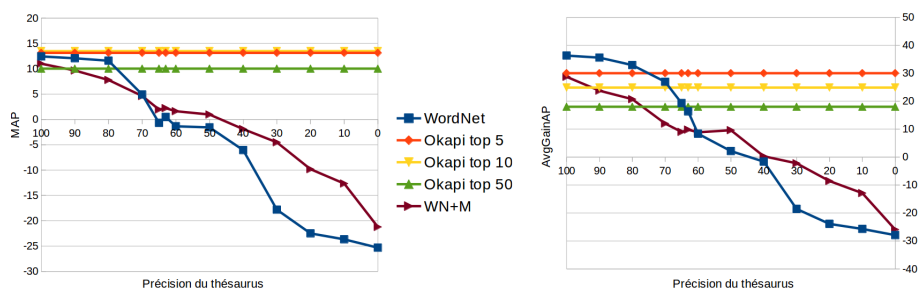 20
15
10
5
0
-5
-10
-15
-20
-25
-30
MAP
100 90 80 70 60 50 40 30 20 10 0
Précision du thésaurus
WordNet
Okapi top 5
Okapi top 10
Okapi top 50
WN+M
AvgGainAP
50
40
30
20
10
0
-10
-20
-30
-40
100 90 80 70 60 50 40 30 20 10 0
Précision du thésaurus